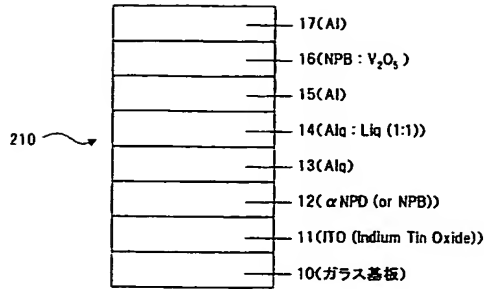 17(Al)
16(NPB : V₂O₅)
15(Al)
14(Alq : Liq (1:1))
210
13(Alq)
12(αNPD (or NPB))
11(ITO (Indium Tin Oxide))
10(ガラス基板)